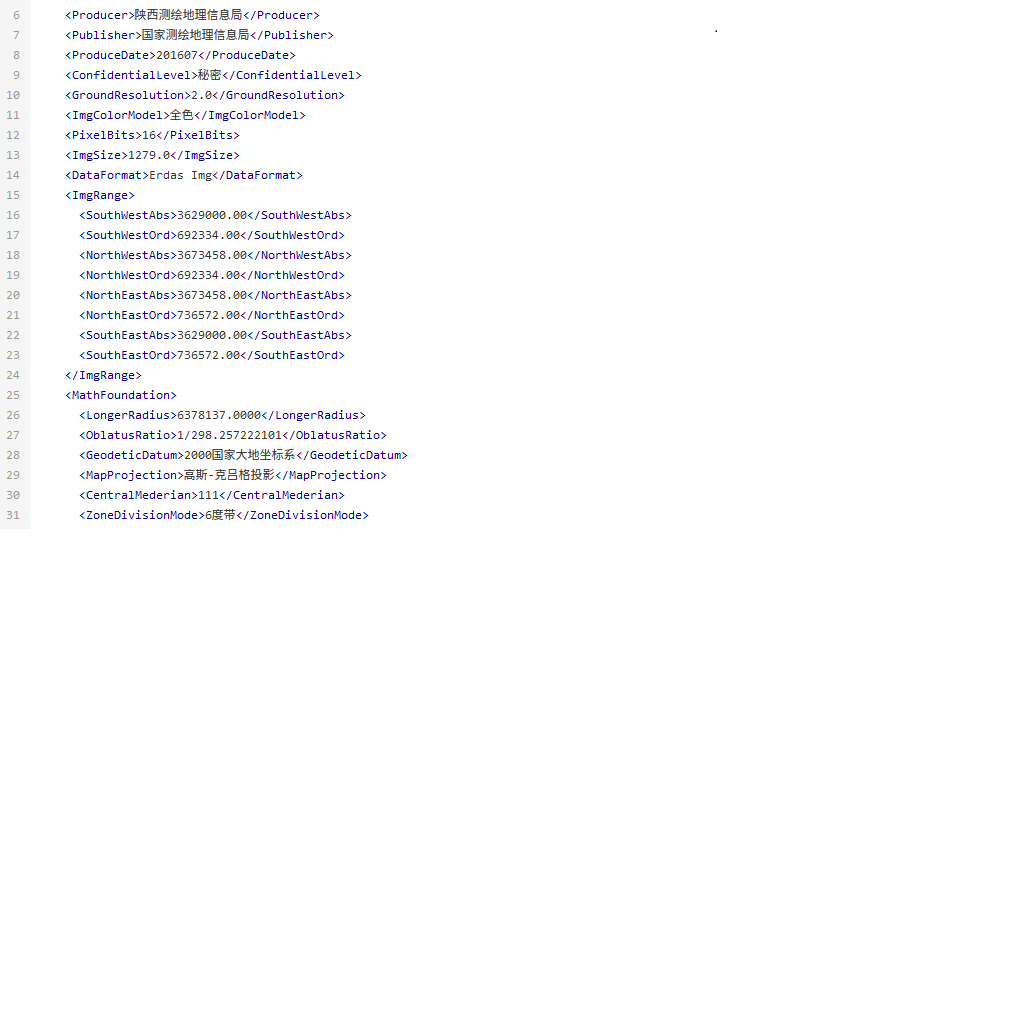 6 <Producer>陕西测绘地理信息局</Producer>
7 <Publisher>国家测绘地理信息局</Publisher>
8 <ProduceDate>201607</ProduceDate>
9 <ConfidentialLevel>秘密</ConfidentialLevel>
10 <GroundResolution>2.0</GroundResolution>
11 <ImgColorModel>全色</ImgColorModel>
12 <PixelBits>16</PixelBits>
13 <ImgSize>1279.0</ImgSize>
14 <DataFormat>Erdas Img</DataFormat>
15 <ImgRange>
16 <SouthWestAbs>3629000.00</SouthWestAbs>
17 <SouthWestOrd>692334.00</SouthWestOrd>
18 <NorthWestAbs>3673458.00</NorthWestAbs>
19 <NorthWestOrd>692334.00</NorthWestOrd>
20 <NorthEastAbs>3673458.00</NorthEastAbs>
21 <NorthEastOrd>736572.00</NorthEastOrd>
22 <SouthEastAbs>3629000.00</SouthEastAbs>
23 <SouthEastOrd>736572.00</SouthEastOrd>
24 </ImgRange>
25 <MathFoundation>
26 <LongerRadius>6378137.0000</LongerRadius>
27 <OblatusRatio>1/298.257222101</OblatusRatio>
28 <GeodeticDatum>2000国家大地坐标系</GeodeticDatum>
29 <MapProjection>高斯-克吕格投影</MapProjection>
30 <CentralMederian>111</CentralMederian>
31 <ZoneDivisionMode>6度带</ZoneDivisionMode>